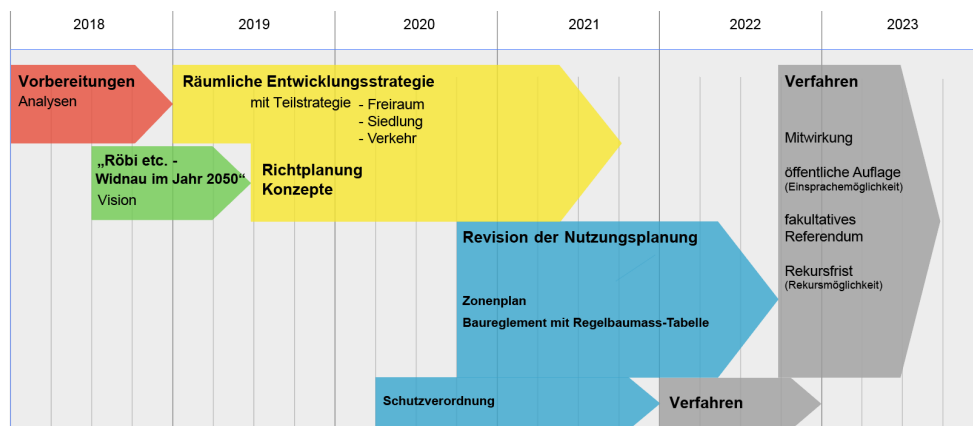 2018 2019 2020 2021 2022 2023
Vorbereitungen
Analysen
Räumliche Entwicklungsstrategie
mit Teilstrategie
- Freiraum
- Siedlung
- Verkehr
Verfahren
Mitwirkung
öffentliche Auflage
(Einsprachemöglichkeit)
fakultatives
Referendum
Rekursfrist
(Rekursmöglichkeit)
„Röbi etc. -
Widnau im Jahr 2050“
Vision
Richtplanung
Konzepte
Revision der Nutzungsplanung
Zonenplan
Baureglement mit Regelbaumass-Tabelle
Schutzverordnung
Verfahren